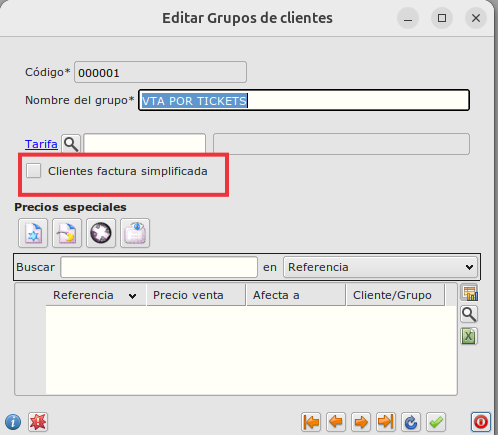 Editar Grupos de clientes
Código* 000001
Nombre del grupo* VTA POR TICKETS
Tarifa
Clientes factura simplificada
Precios especiales
Buscar en Referencia
Referencia Precio venta Afecta a Cliente/Grupo